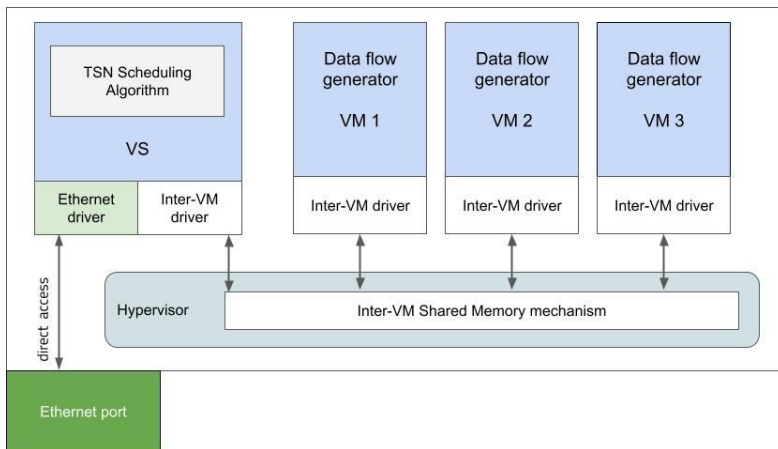 TSN Scheduling
Algorithm
VS
Ethernet
driver
Inter-VM
driver
Data flow
generator
VM 1
Inter-VM driver
Data flow
generator
VM 2
Inter-VM driver
Data flow
generator
VM 3
Inter-VM driver
direct access
Hypervisor
Inter-VM Shared Memory mechanism
Ethernet port